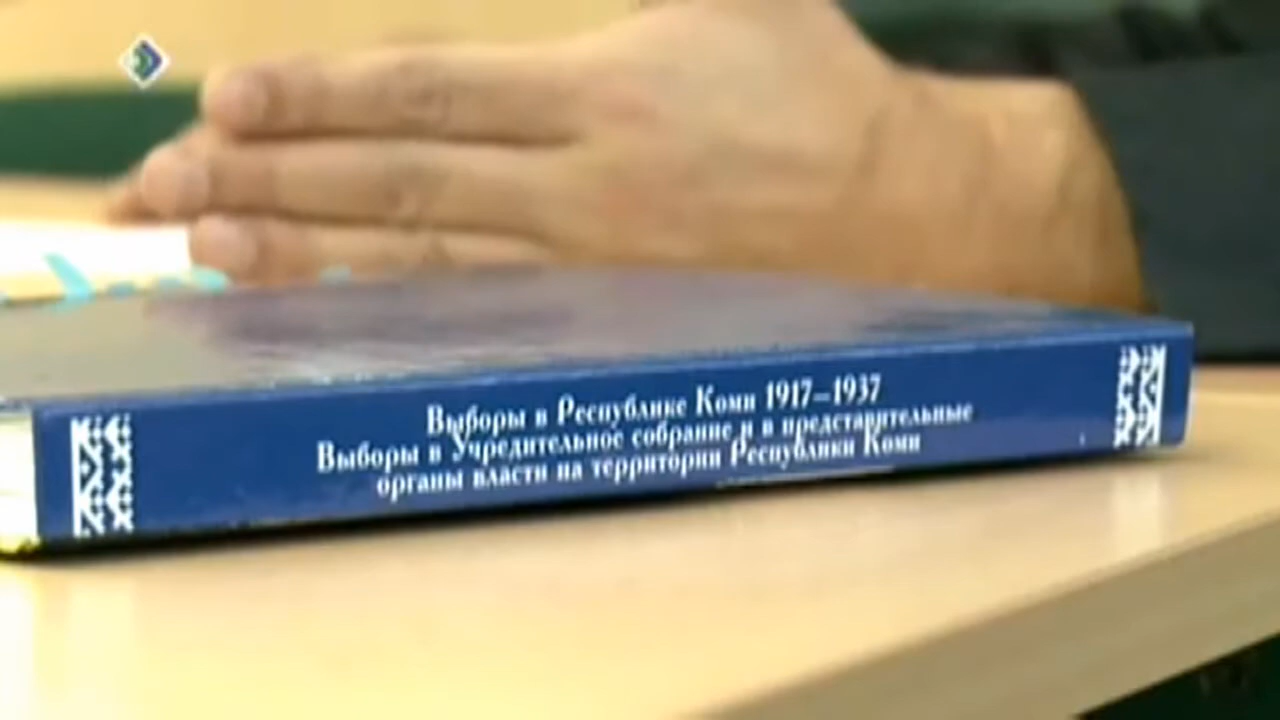 Выборы в Республике Коми 1917–1937
Выборы в Учредительное собрание и в представительные
органы власти на территории Республики Коми